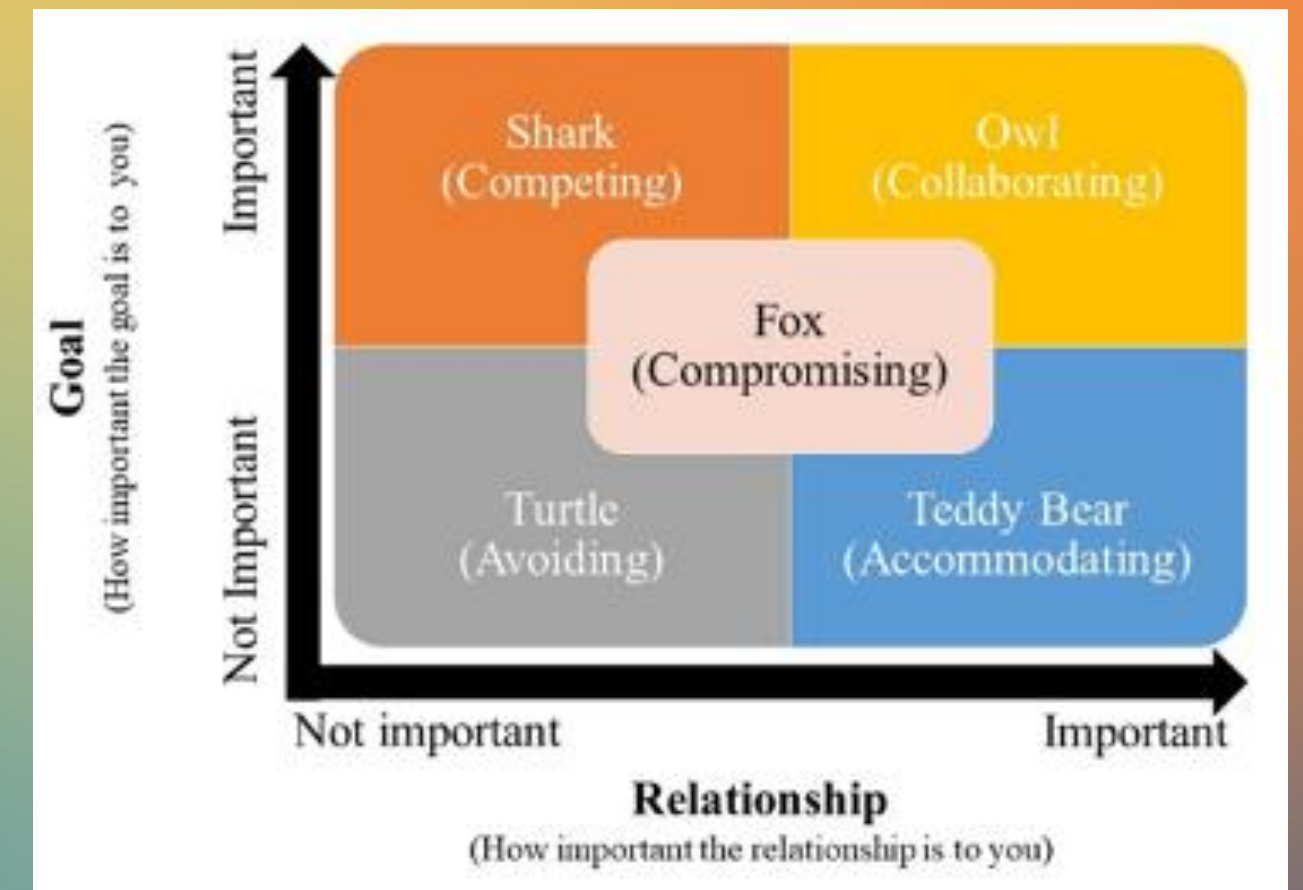 Goal
(How important the goal is to you)
Important
Not Important
Shark
(Competing)
Owl
(Collaborating)
Fox
(Compromising)
Turtle
(Avoiding)
Teddy Bear
(Accommodating)
Not important
Important
Relationship
(How important the relationship is to you)